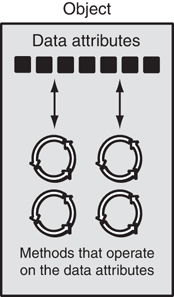 Object
Data attributes
Methods that operate
on the data attributes